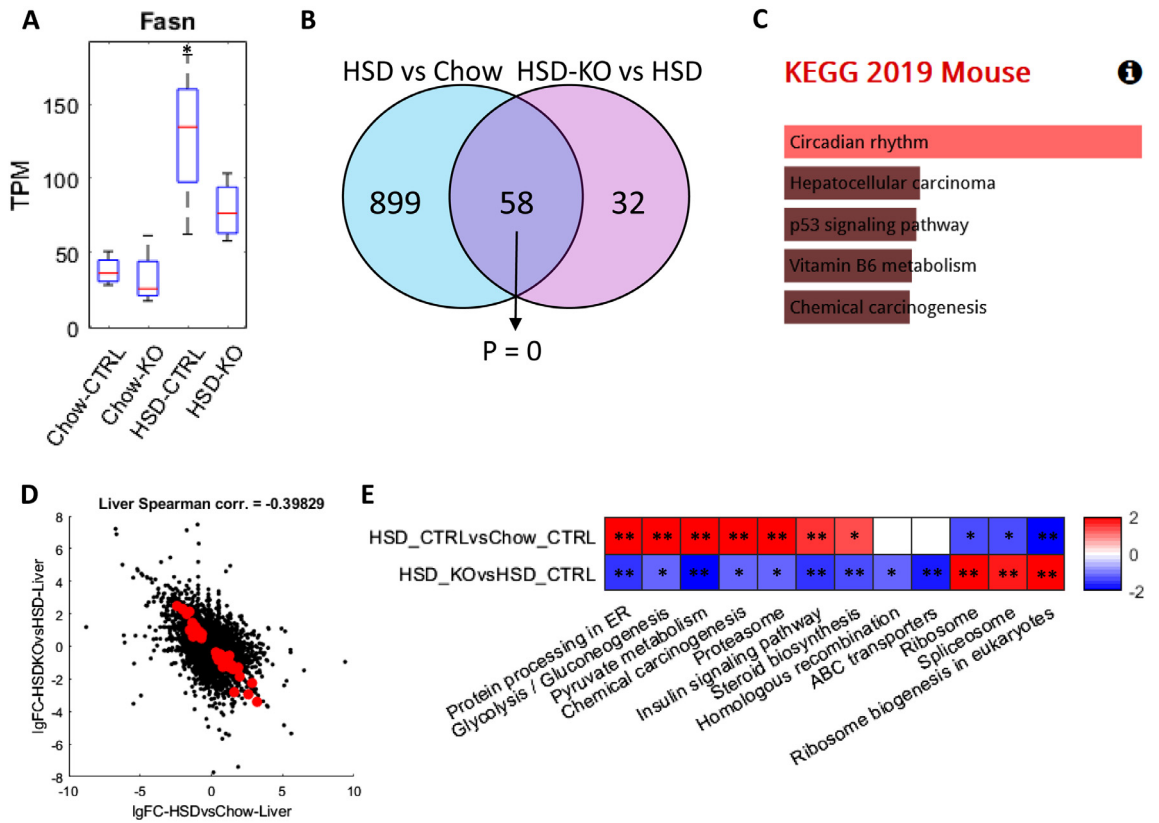 A
Fasn
*
TPM
150
100
50
0
Chow-CTRL
Chow-KO
HSD-CTRL
HSD-KO
B
HSD vs Chow HSD-KO vs HSD
899
58
32
P = 0
C
KEGG 2019 Mouse
i
Circadian rhythm
Hepatocellular carcinoma
p53 signaling pathway
Vitamin B6 metabolism
Chemical carcinogenesis
D
Liver Spearman corr. = -0.39829
lgFC-HSDKOvsHSD-Liver
8
6
4
2
0
-2
-4
-6
-8
-10
-5
0
5
10
lgFC-HSDvsChow-Liver
E
HSD_CTRLvsChow_CTRL
** ** ** ** ** ** * * * **
HSD_KOvsHSD_CTRL
** * ** * * ** ** * ** ** ** **
2
0
-2
Protein processing in ER
Glycolysis / Gluconeogenesis
Pyruvate metabolism
Chemical carcinogenesis
Proteasome
Insulin signaling pathway
Steroid biosynthesis
Homologous recombination
ABC transporters
Ribosome
Spliceosome
Ribosome biogenesis in eukaryotes